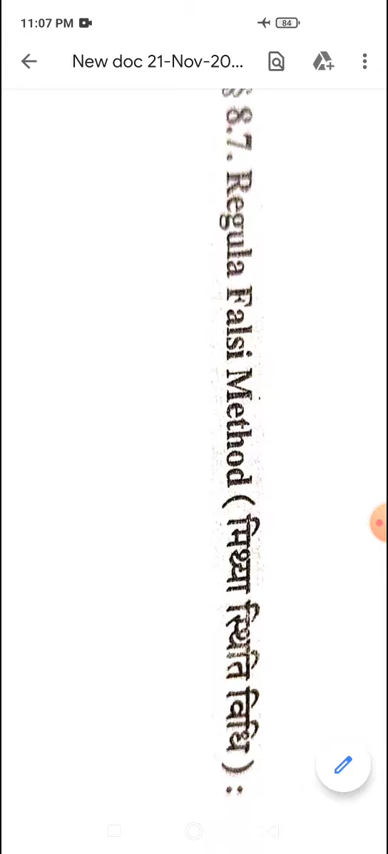 11:07 PM
84
New doc 21-Nov-20...
§ 8.7. Regula Falsi Method ( मिथ्या स्थिति विधि ) :